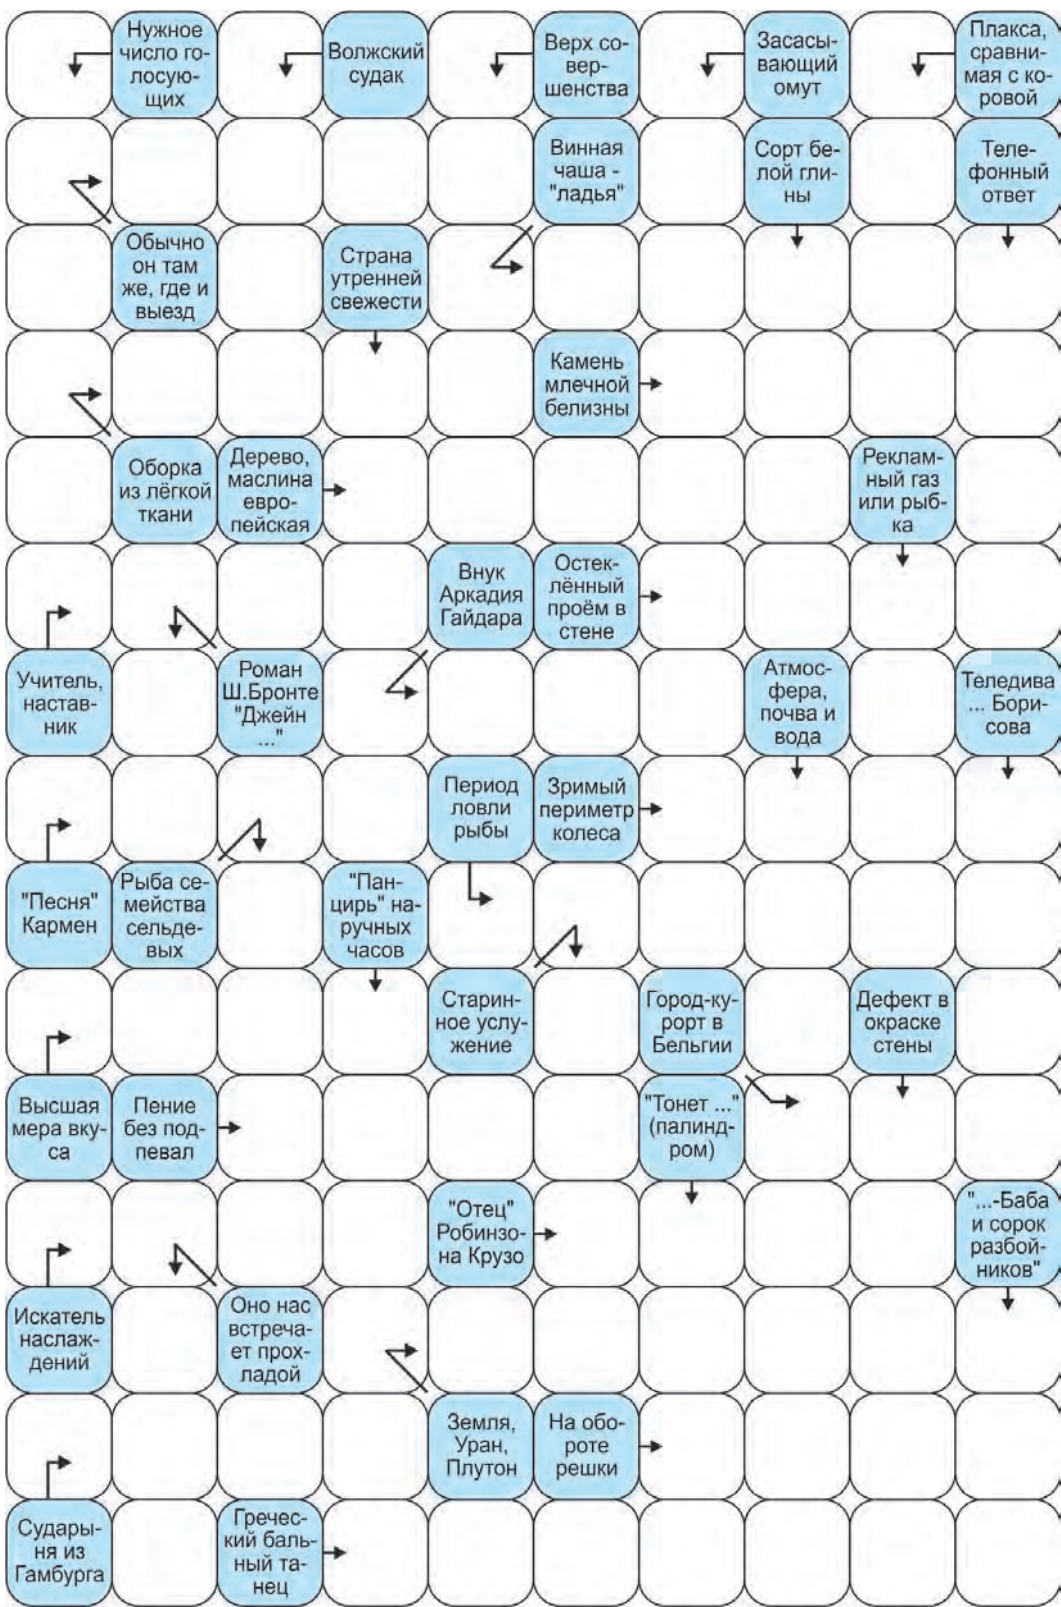 Нужное
число го-
лосую-
щих
Волжский
судак
Верх со-
вер-
шенства
Засасы-
вающий
омут
Плакса,
сравни-
мая с ко-
ровой
Винная
чаша -
"ладья"
Сорт бе-
лой гли-
ны
Теле-
фонный
ответ
Обычно
он там
же, где и
выезд
Страна
утренней
свежести
Камень
млечной
белизны
Оборка
из лёгкой
ткани
Дерево,
маслина
евро-
пейская
Реклам-
ный газ
или рыб-
ка
Внук
Аркадия
Гайдара
Остек-
лённый
проём в
стене
Учитель,
настав-
ник
Роман
Ш.Бронте
"Джейн
..."
Атмос-
фера,
почва и
вода
Теледива
... Бори-
сова
Период
ловли
рыбы
Зримый
периметр
колеса
"Песня"
Кармен
Рыба се-
мейства
сельде-
вых
"Пан-
цирь" на-
ручных
часов
Старин-
ное услу-
жение
Город-ку-
рорт в
Бельгии
Дефект в
окраске
стены
Высшая
мера вку-
са
Пение
без под-
певал
"Тонет ..."
(палинд-
ром)
"Отец"
Робинзо-
на Крузо
"...-Баба
и сорок
разбой-
ников"
Искатель
наслаж-
дений
Оно нас
встреча-
ет прох-
ладой
Земля,
Уран,
Плутон
На обо-
роте
решки
Судары-
ня из
Гамбурга
Гречес-
кий баль-
ный та-
нец